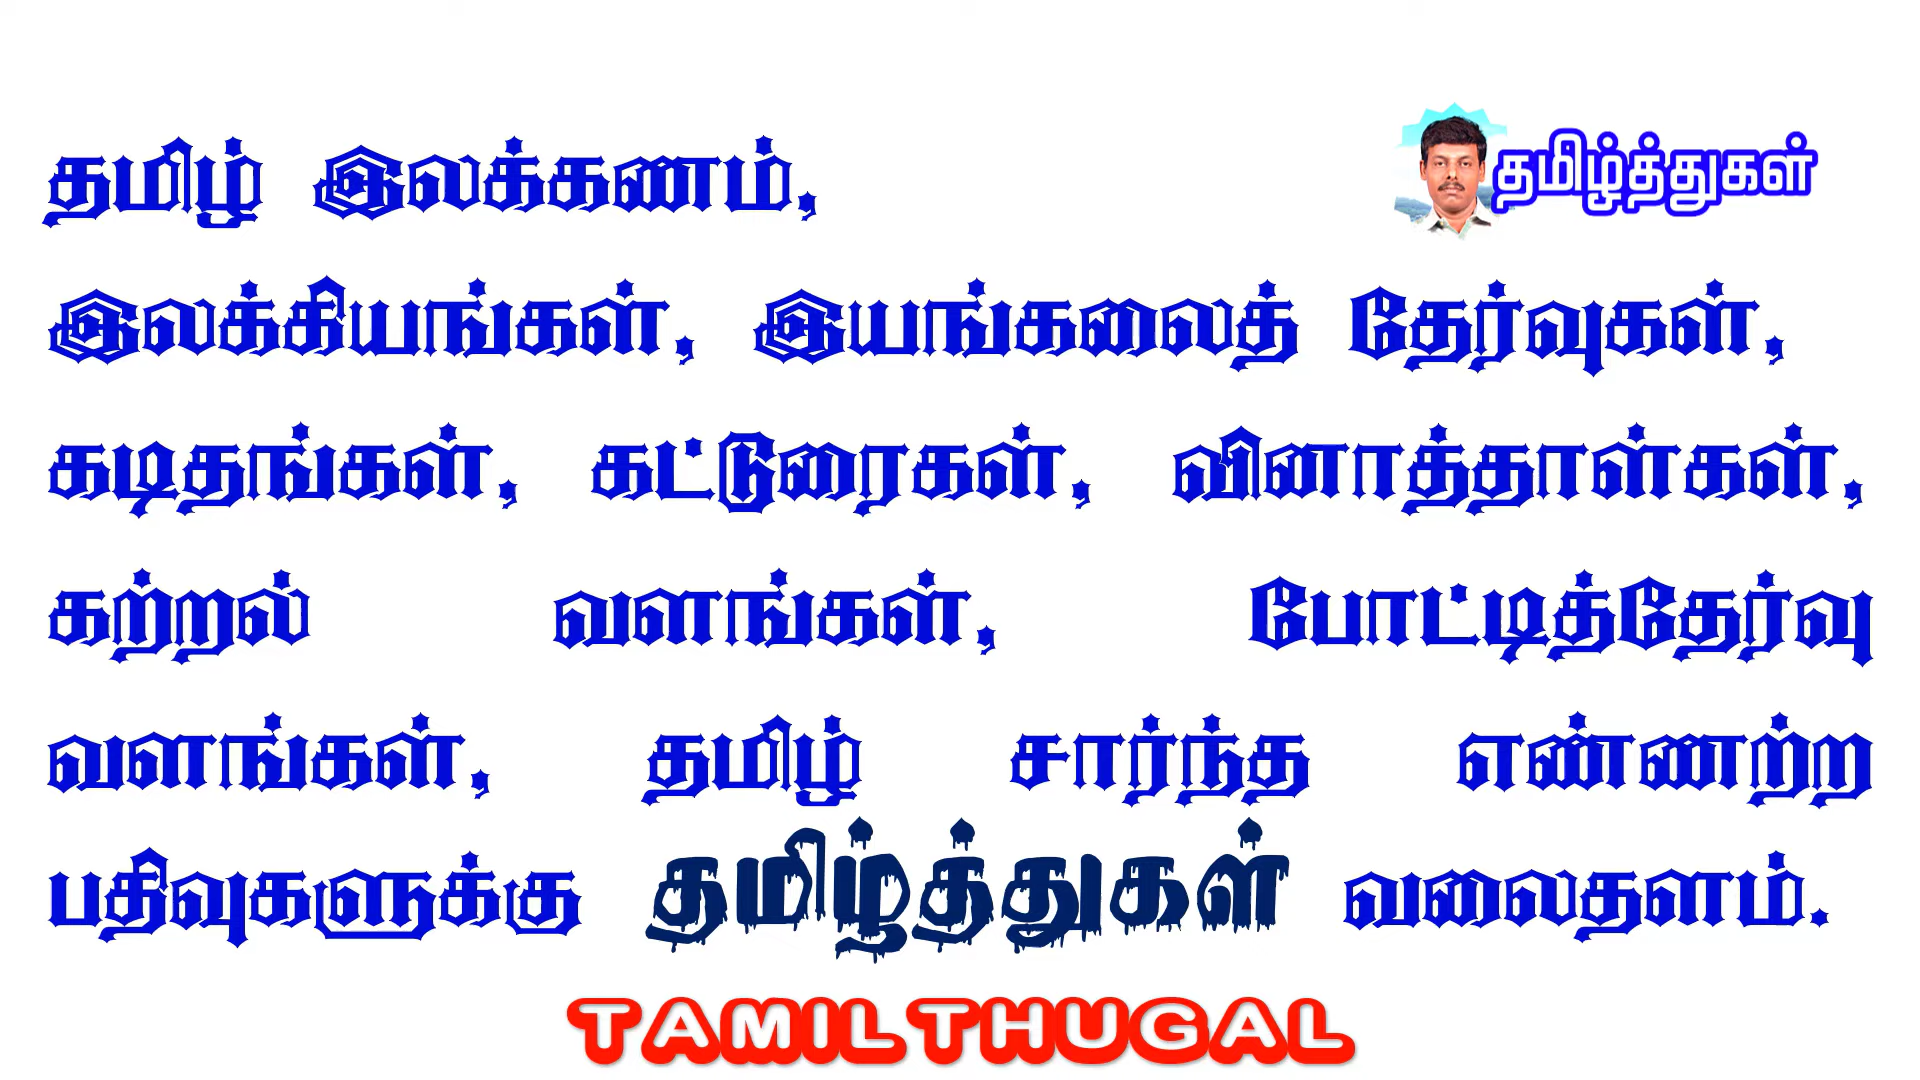 தமிழ் இலக்கணம்,
தமிழ்த்துகள்
இலக்கியங்கள், இயங்கலைத் தேர்வுகள்,
கடிதங்கள், கட்டுரைகள், வினாத்தாள்கள்,
கற்றல் வளங்கள், போட்டித்தேர்வு
வளங்கள், தமிழ் சார்ந்த எண்ணற்ற
பதிவுகளுக்கு தமிழ்த்துகள் வலைதளம்.
TAMILTHUGAL